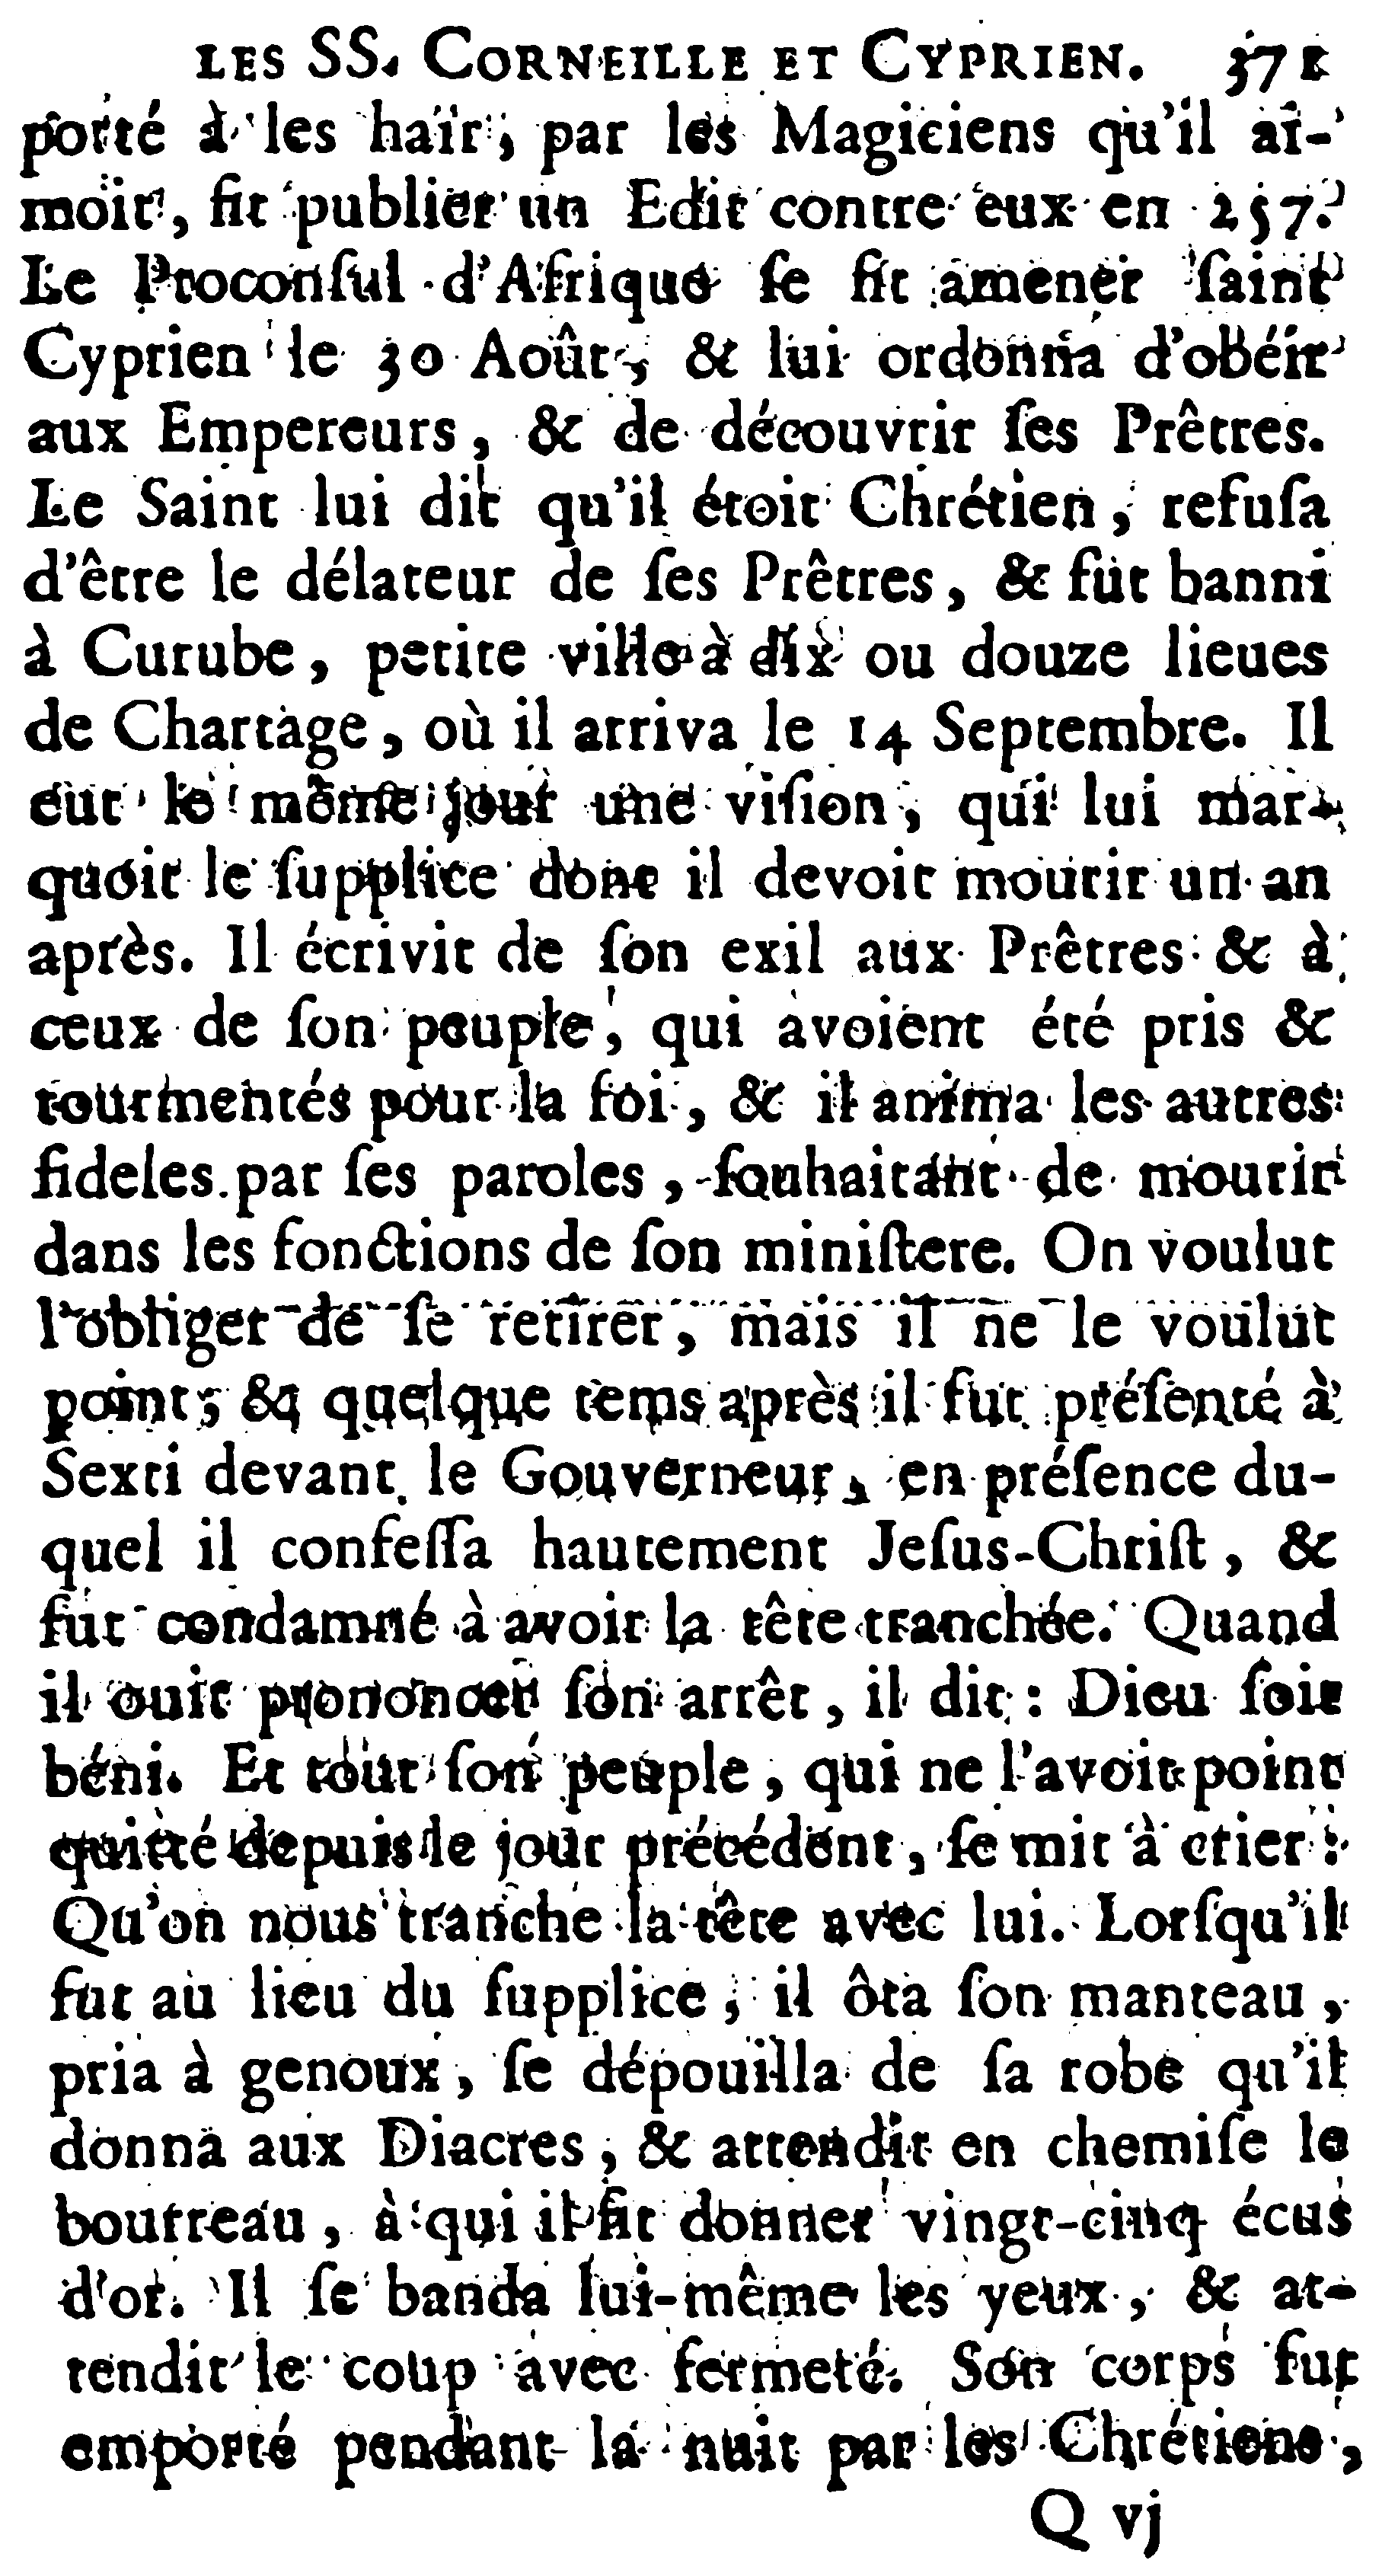 LES SS. CORNEILLE ET CYPRIEN. 371
porté à les haïr, par les Magiciens qu'il ai-
moit, fit publier un Edit contre eux en 257.
Le Proconſul d'Afrique ſe fit amener ſaint
Cyprien le 30 Août, & lui ordonna d'obéir
aux Empereurs, & de découvrir ſes Prêtres.
Le Saint lui dit qu'il étoit Chrétien, refuſa
d'être le délateur de ſes Prêtres, & fut banni
à Curube, petite ville à dix ou douze lieues
de Chartage, où il arriva le 14 Septembre. Il
eut le même jour une viſion, qui lui mar-
quoit le ſupplice dont il devoit mourir un an
après. Il écrivit de ſon exil aux Prêtres & à
ceux de ſon peuple, qui avoient été pris &
tourmentés pour la foi, & il anima les autres
fideles par ſes paroles, ſouhaitant de mourir
dans les fonctions de ſon miniſtere. On voulut
l'obliger de ſe retirer, mais il ne le voulut
point; & quelque tems après il fut préſenté à
Sexti devant le Gouverneur, en préſence du-
quel il confeſſa hautement Jeſus-Chriſt, &
fut condamné à avoir la tête tranchée. Quand
il ouit prononcer ſon arrêt, il dit : Dieu ſoit
béni. Et tout ſon peuple, qui ne l'avoit point
quitté depuis le jour précédent, ſe mit à crier :
Qu'on nous tranche la tête avec lui. Lorſqu'il
fut au lieu du ſupplice, il ôta ſon manteau,
pria à genoux, ſe dépouilla de ſa robe qu'il
donna aux Diacres, & attendit en chemiſe le
bourreau, à qui il fit donner vingt-cinq écus
d'or. Il ſe banda lui-même les yeux, & at-
tendit le coup avec fermeté. Son corps fut
emporté pendant la nuit par les Chrétiens,
Q vj